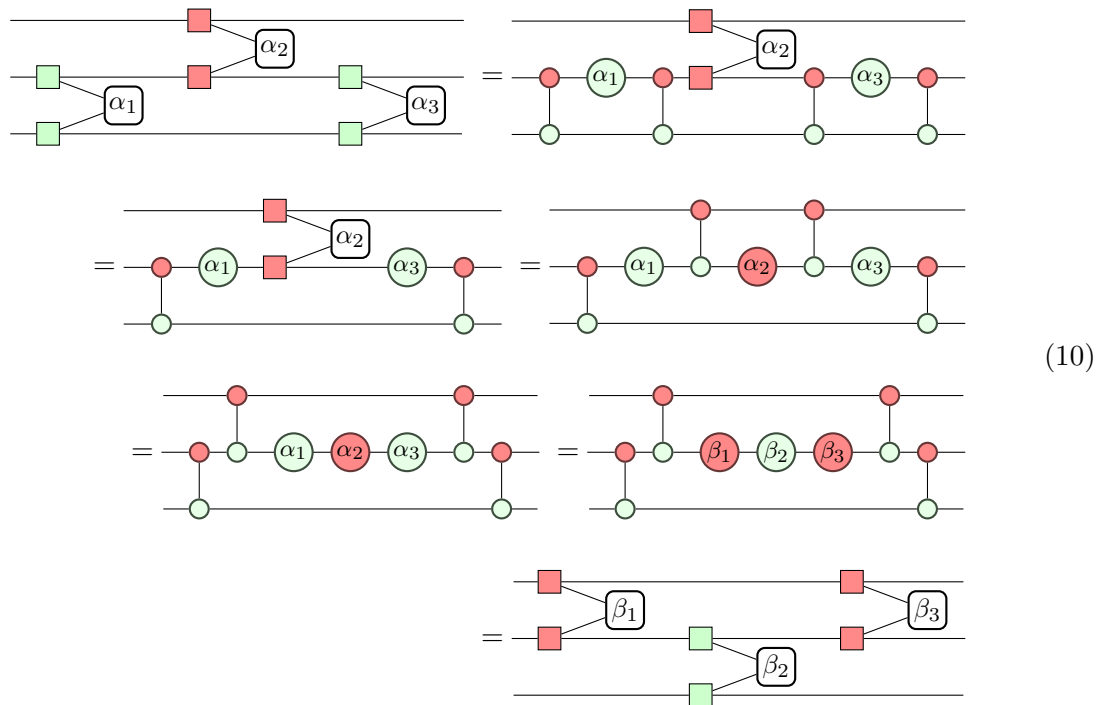 α₂ α₁ α₃ = α₂ α₁ α₃
= α₂ α₁ α₃ = α₁ α₂ α₃
(10)
= α₁ α₂ α₃ = β₁ β₂ β₃
= β₁ β₃ β₂